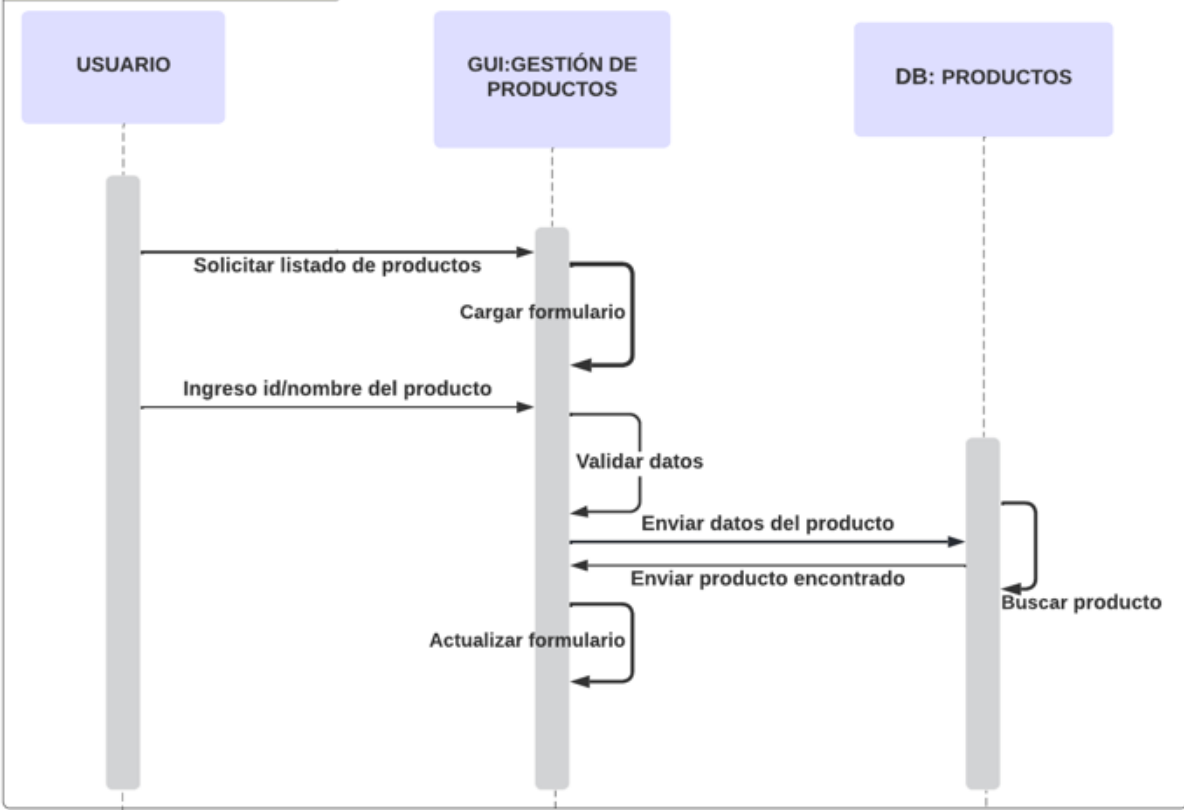 USUARIO
GUI:GESTIÓN DE
PRODUCTOS
DB: PRODUCTOS
Solicitar listado de productos
Cargar formulario
Ingreso id/nombre del producto
Validar datos
Enviar datos del producto
Enviar producto encontrado
Buscar producto
Actualizar formulario